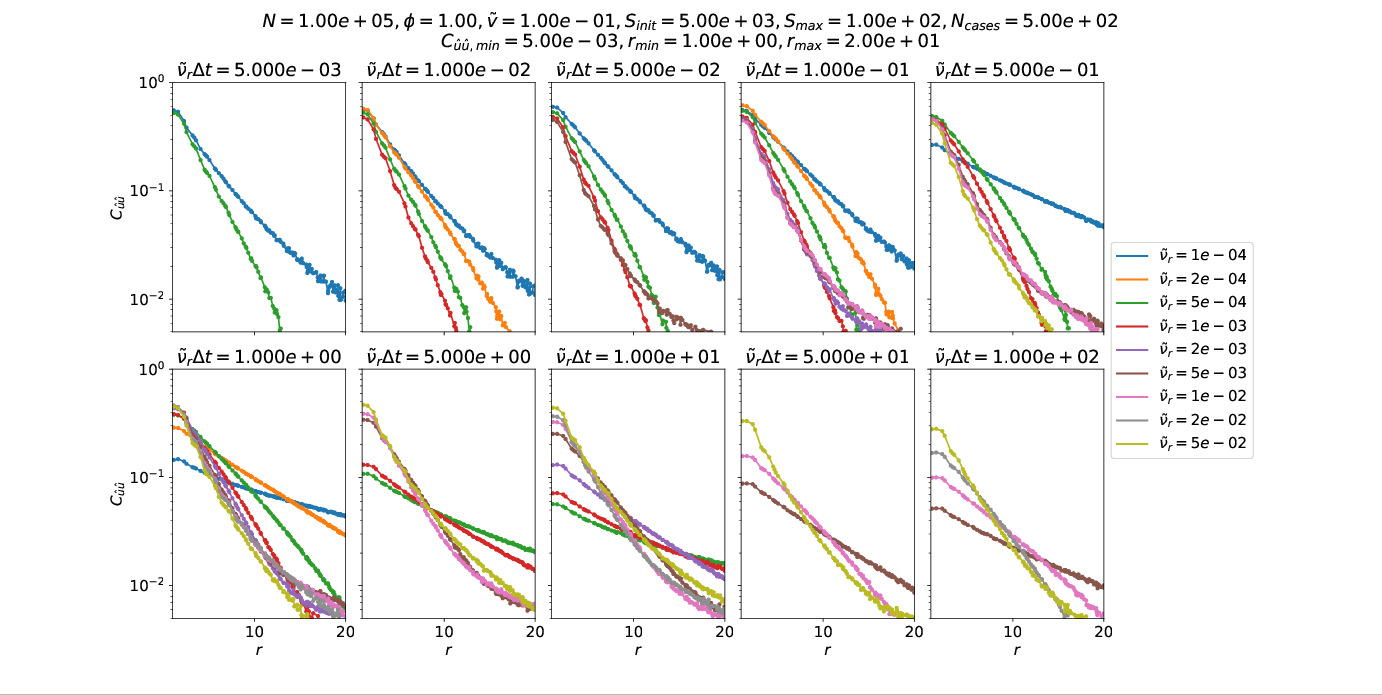 N = 1.00e + 05, ϕ = 1.00, ṽ = 1.00e − 01, S_init = 5.00e + 03, S_max = 1.00e + 02, N_cases = 5.00e + 02
C_ûû, min = 5.00e − 03, r_min = 1.00e + 00, r_max = 2.00e + 01
ṽ_rΔt = 5.000e − 03 ṽ_rΔt = 1.000e − 02 ṽ_rΔt = 5.000e − 02 ṽ_rΔt = 1.000e − 01 ṽ_rΔt = 5.000e − 01
10⁰
10⁻¹
10⁻²
C_ûû
ṽ_rΔt = 1.000e + 00 ṽ_rΔt = 5.000e + 00 ṽ_rΔt = 1.000e + 01 ṽ_rΔt = 5.000e + 01 ṽ_rΔt = 1.000e + 02
10⁰
10⁻¹
10⁻²
C_ûû
10 20 10 20 10 20 10 20 10 20
r r r r r
ṽ_r = 1e − 04
ṽ_r = 2e − 04
ṽ_r = 5e − 04
ṽ_r = 1e − 03
ṽ_r = 2e − 03
ṽ_r = 5e − 03
ṽ_r = 1e − 02
ṽ_r = 2e − 02
ṽ_r = 5e − 02